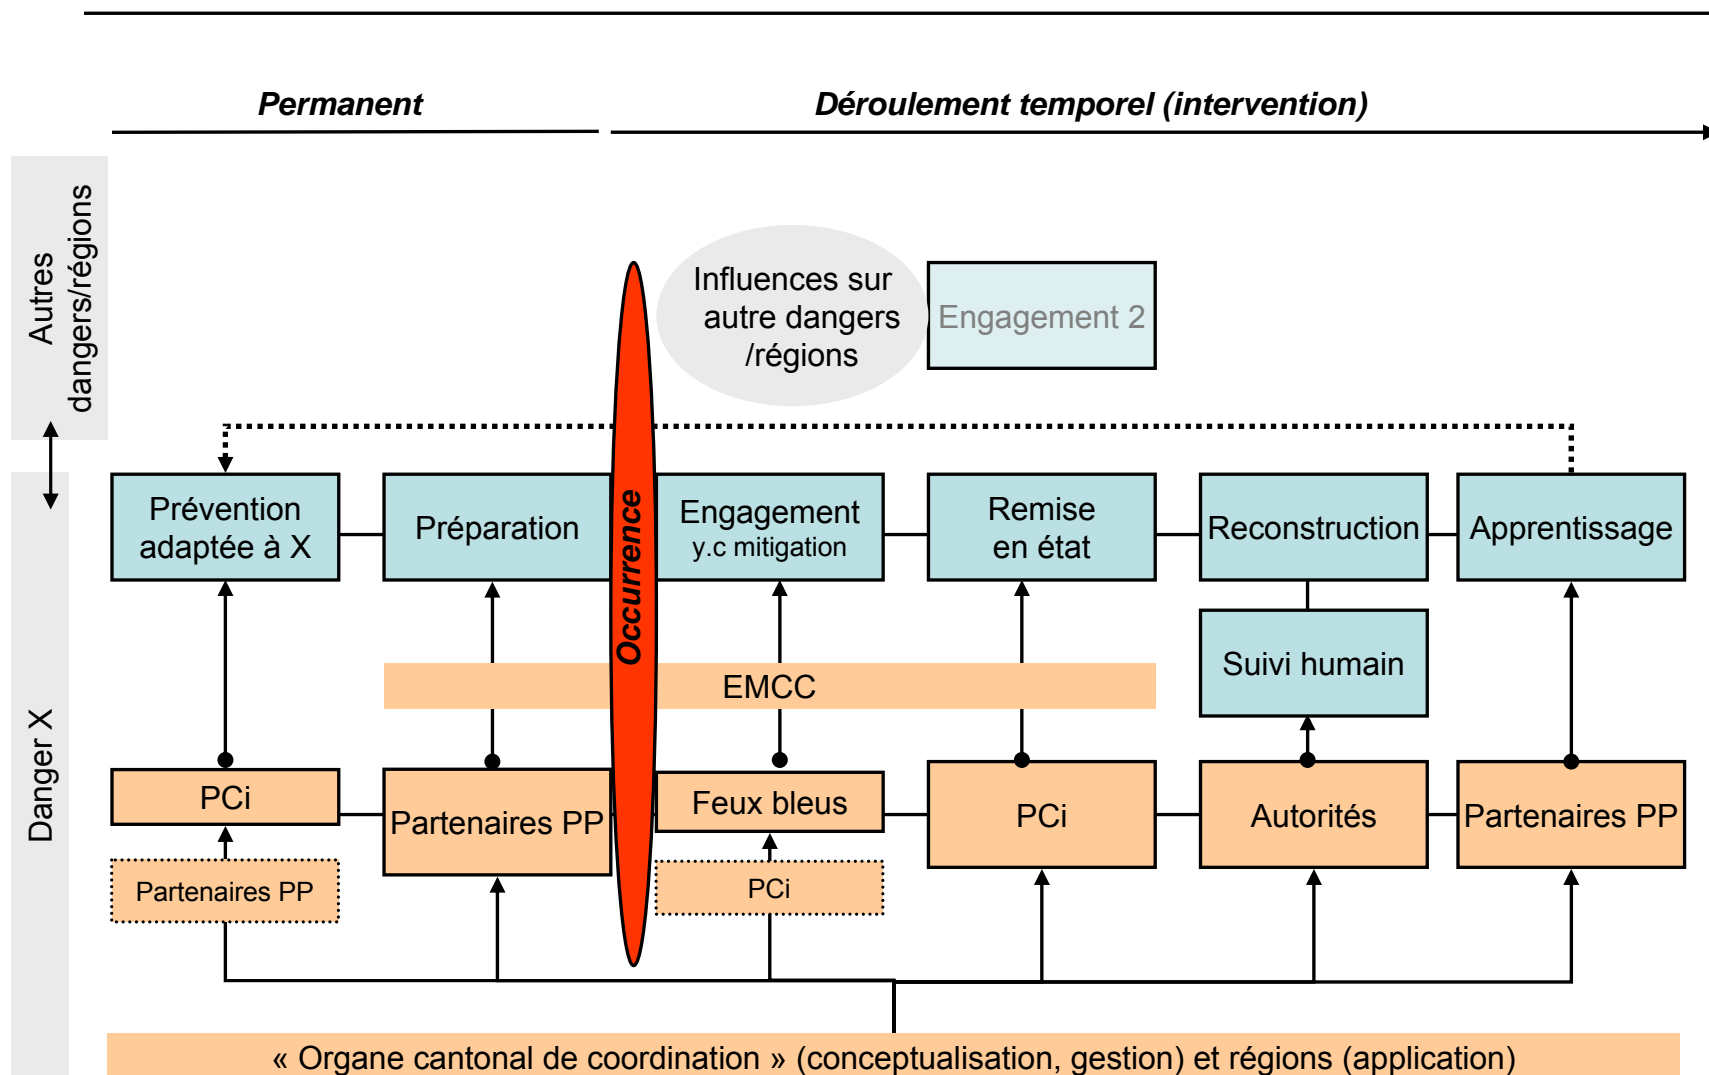 Permanent
Déroulement temporel (intervention)
Autres
dangers/régions
Influences sur
autre dangers
/régions
Engagement 2
Danger X
Prévention
adaptée à X
Préparation
Occurrence
Engagement
y.c mitigation
Remise
en état
Reconstruction
Apprentissage
Suivi humain
EMCC
PCi
Partenaires PP
Feux bleus
PCi
Autorités
Partenaires PP
Partenaires PP
PCi
« Organe cantonal de coordination » (conceptualisation, gestion) et régions (application)